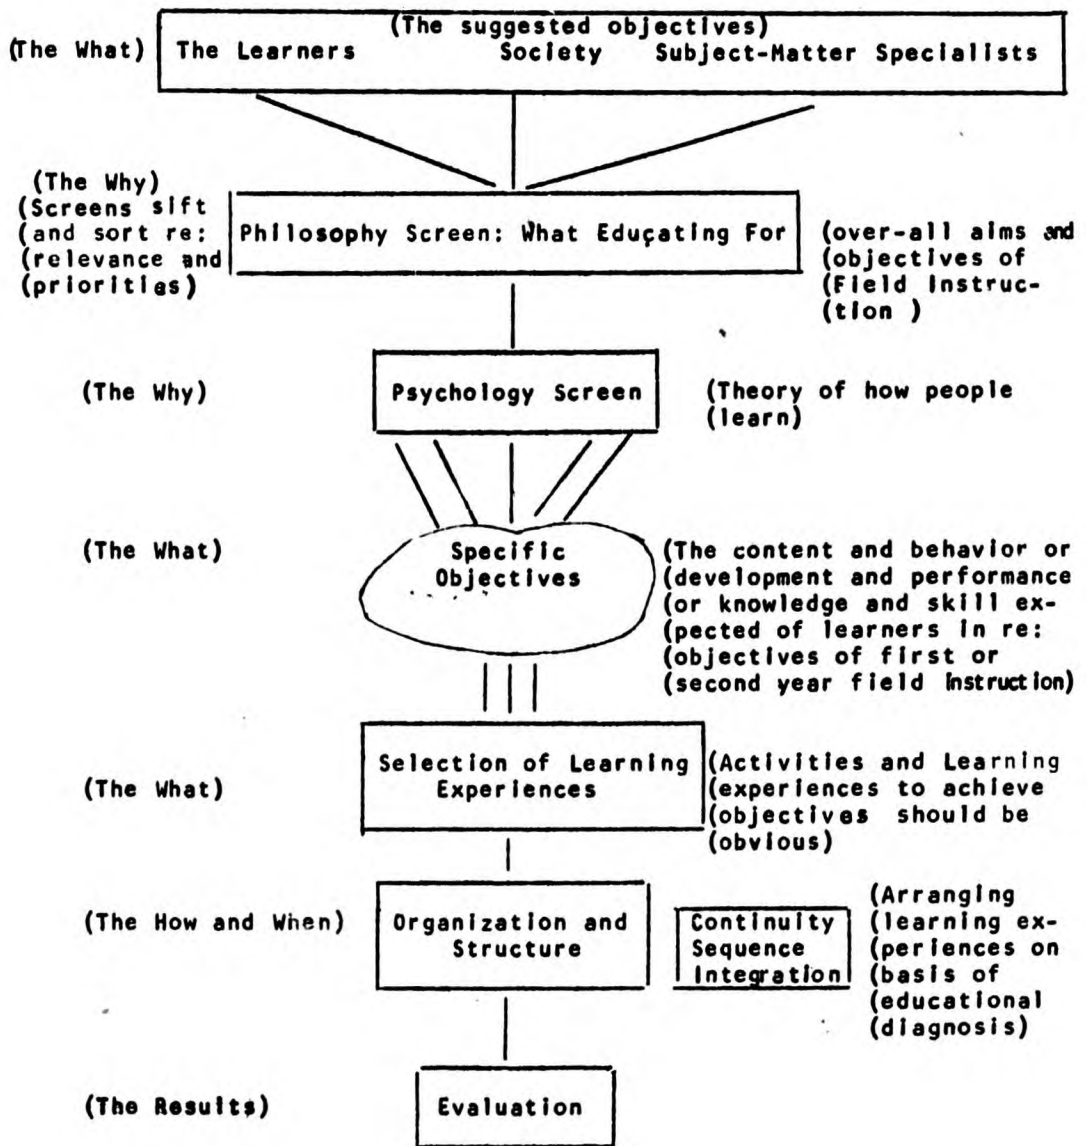 (The suggested objectives)
(The What) The Learners Society Subject-Matter Specialists
(The Why)
(Screens sift
(and sort re:
(relevance and
(priorities)
Philosophy Screen: What Educating For
(over-all aims and
(objectives of
(Field Instruc-
(tion )
(The Why)
Psychology Screen
(Theory of how people
(learn)
(The What)
Specific
Objectives
(The content and behavior or
(development and performance
(or knowledge and skill ex-
(pected of learners in re:
(objectives of first or
(second year field instruction)
(The What)
Selection of Learning
Experiences
(Activities and Learning
(experiences to achieve
(objectives should be
(obvious)
(The How and When)
Organization and
Structure
Continuity
Sequence
Integration
(Arranging
(learning ex-
(periences on
(basis of
(educational
(diagnosis)
(The Results)
Evaluation